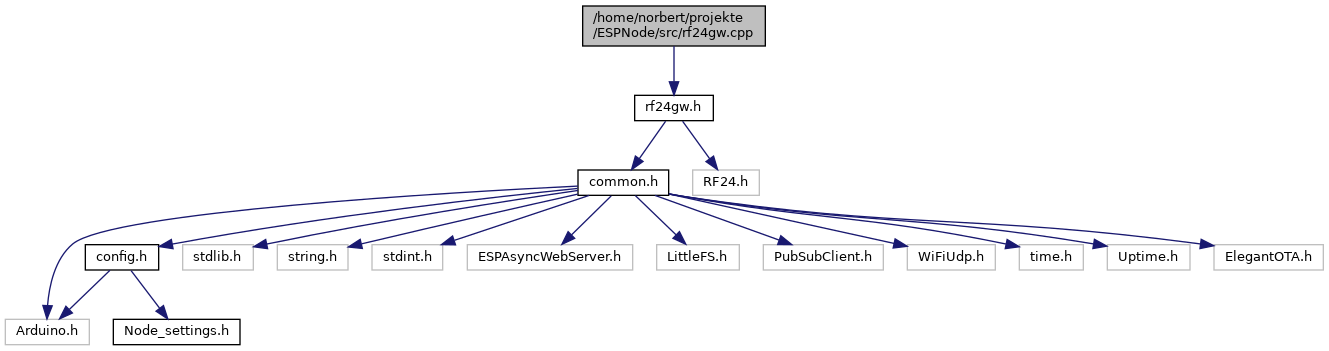 /home/norbert/projekte
/ESPNode/src/rf24gw.cpp
rf24gw.h
common.h
RF24.h
config.h
stdlib.h
string.h
stdint.h
ESPAsyncWebServer.h
LittleFS.h
PubSubClient.h
WiFiUdp.h
time.h
Uptime.h
ElegantOTA.h
Arduino.h
Node_settings.h